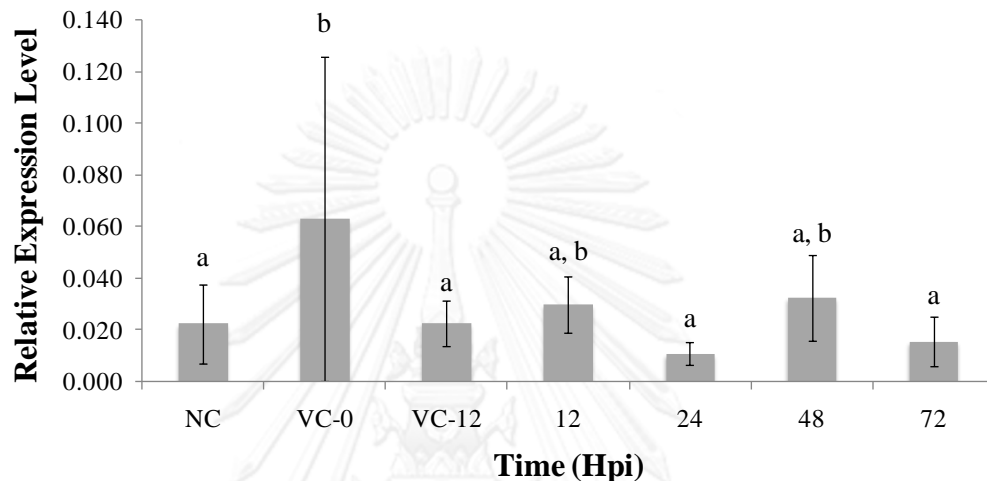 Relative Expression Level
0.140
0.120
0.100
0.080
0.060
0.040
0.020
0.000
a
b
a
a, b
a
a, b
a
NC VC-0 VC-12 12 24 48 72
Time (Hpi)